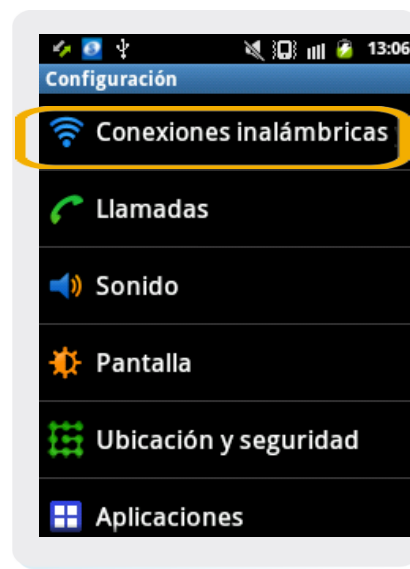 13:06
Configuración
Conexiones inalámbricas
Llamadas
Sonido
Pantalla
Ubicación y seguridad
Aplicaciones